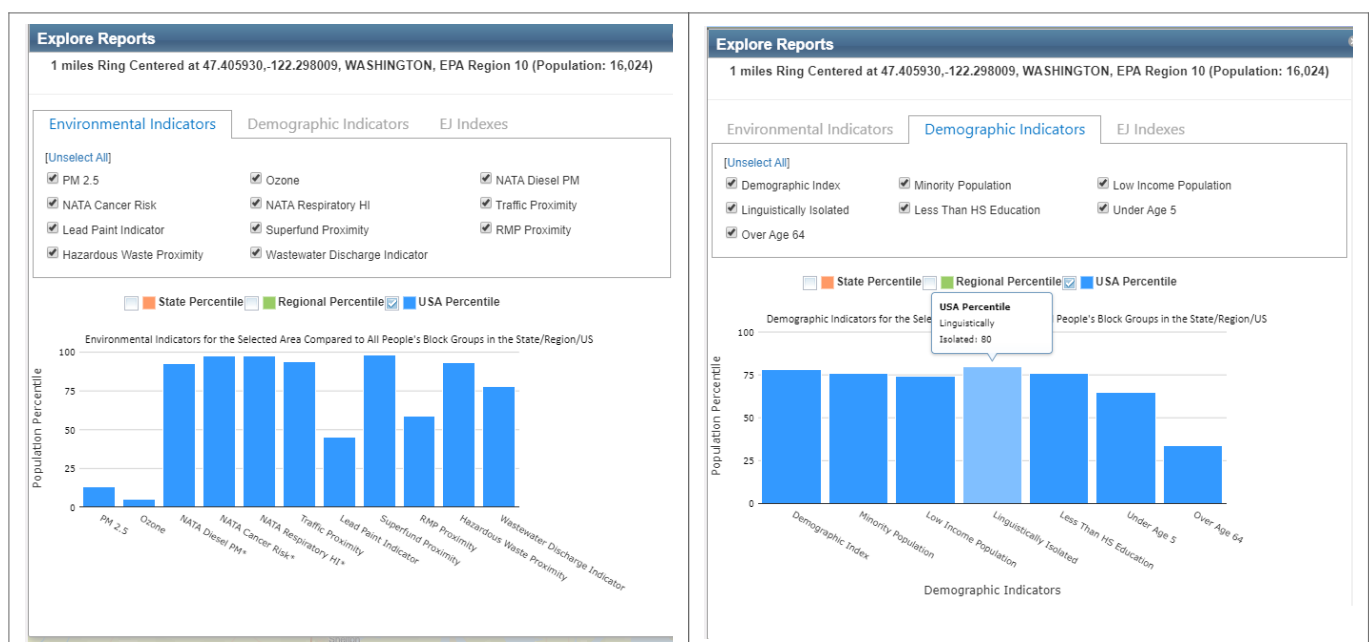 Explore Reports
1 miles Ring Centered at 47.405930,-122.298009, WASHINGTON, EPA Region 10 (Population: 16,024)
Environmental Indicators Demographic Indicators EJ Indexes
[Unselect All]
PM 2.5 Ozone NATA Diesel PM
NATA Cancer Risk NATA Respiratory HI Traffic Proximity
Lead Paint Indicator Superfund Proximity RMP Proximity
Hazardous Waste Proximity Wastewater Discharge Indicator
State Percentile Regional Percentile USA Percentile
Environmental Indicators for the Selected Area Compared to All People's Block Groups in the State/Region/US
Population Percentile
100
75
50
25
0
PM 2.5
Ozone
NATA Diesel PM*
NATA Cancer Risk*
NATA Respiratory HI*
Traffic Proximity
Lead Paint Indicator
Superfund Proximity
RMP Proximity
Hazardous Waste Proximity
Wastewater Discharge Indicator
Explore Reports
1 miles Ring Centered at 47.405930,-122.298009, WASHINGTON, EPA Region 10 (Population: 16,024)
Environmental Indicators Demographic Indicators EJ Indexes
[Unselect All]
Demographic Index Minority Population Low Income Population
Linguistically Isolated Less Than HS Education Under Age 5
Over Age 64
State Percentile Regional Percentile USA Percentile
USA Percentile
Linguistically
Isolated: 80
Demographic Indicators for the Sele People's Block Groups in the State/Region/US
Population Percentile
100
75
50
25
0
Demographic Index
Minority Population
Low Income Population
Linguistically Isolated
Less Than HS Education
Under Age 5
Over Age 64
Demographic Indicators